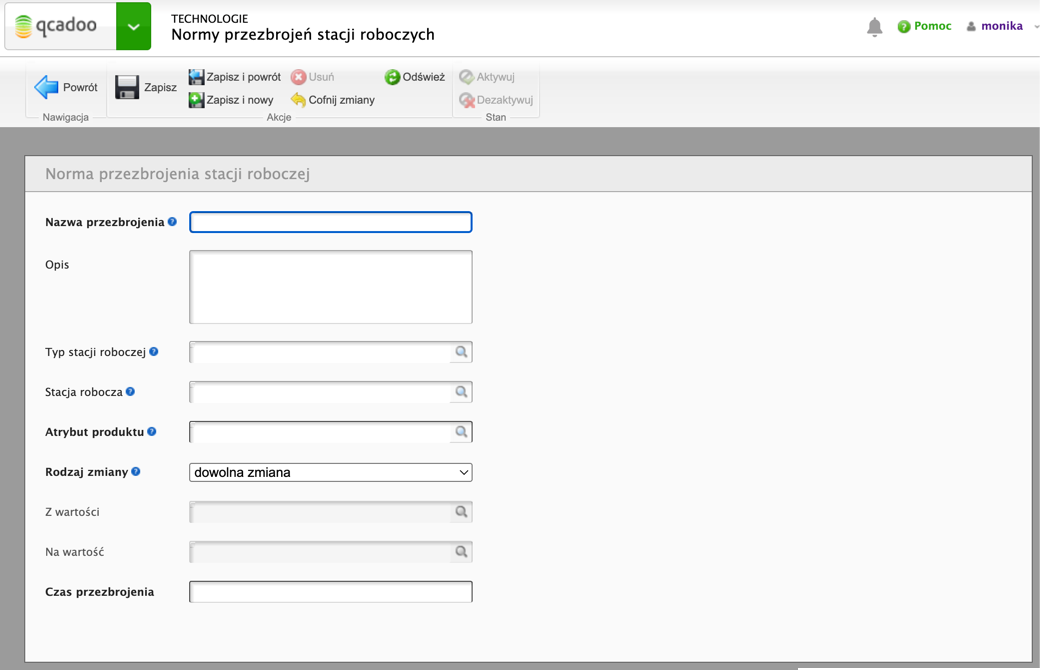 qcadoo
TECHNOLOGIE
Normy przezbrojeń stacji roboczych
Pomoc
monika
Powrót
Nawigacja
Zapisz
Zapisz i powrót
Usuń
Odśwież
Zapisz i nowy
Cofnij zmiany
Akcje
Aktywuj
Dezaktywuj
Stan
Norma przezbrojenia stacji roboczej
Nazwa przezbrojenia
Opis
Typ stacji roboczej
Stacja robocza
Atrybut produktu
Rodzaj zmiany dowolna zmiana
Z wartości
Na wartość
Czas przezbrojenia